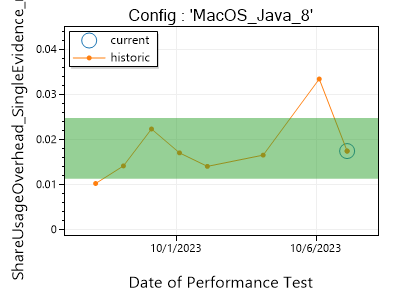 Config : 'MacOS_Java_8'
current
historic
0.04
0.03
0.02
0.01
0
10/1/2023
10/6/2023
Date of Performance Test
ShareUsageOverhead_SingleEvidence_